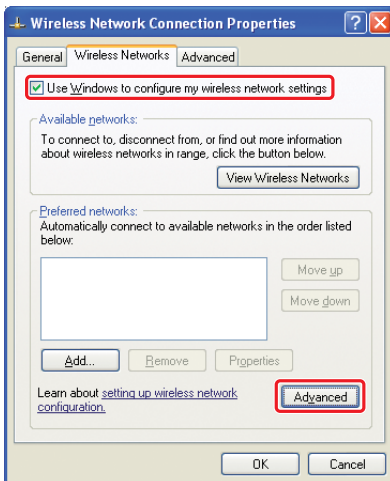 Wireless Network Connection Properties
General Wireless Networks Advanced
Use Windows to configure my wireless network settings
Available networks:
To connect to, disconnect from, or find out more information
about wireless networks in range, click the button below.
View Wireless Networks
Preferred networks:
Automatically connect to available networks in the order listed
below:
Move up
Move down
Add... Remove Properties
Learn about setting up wireless network
configuration.
Advanced
OK Cancel